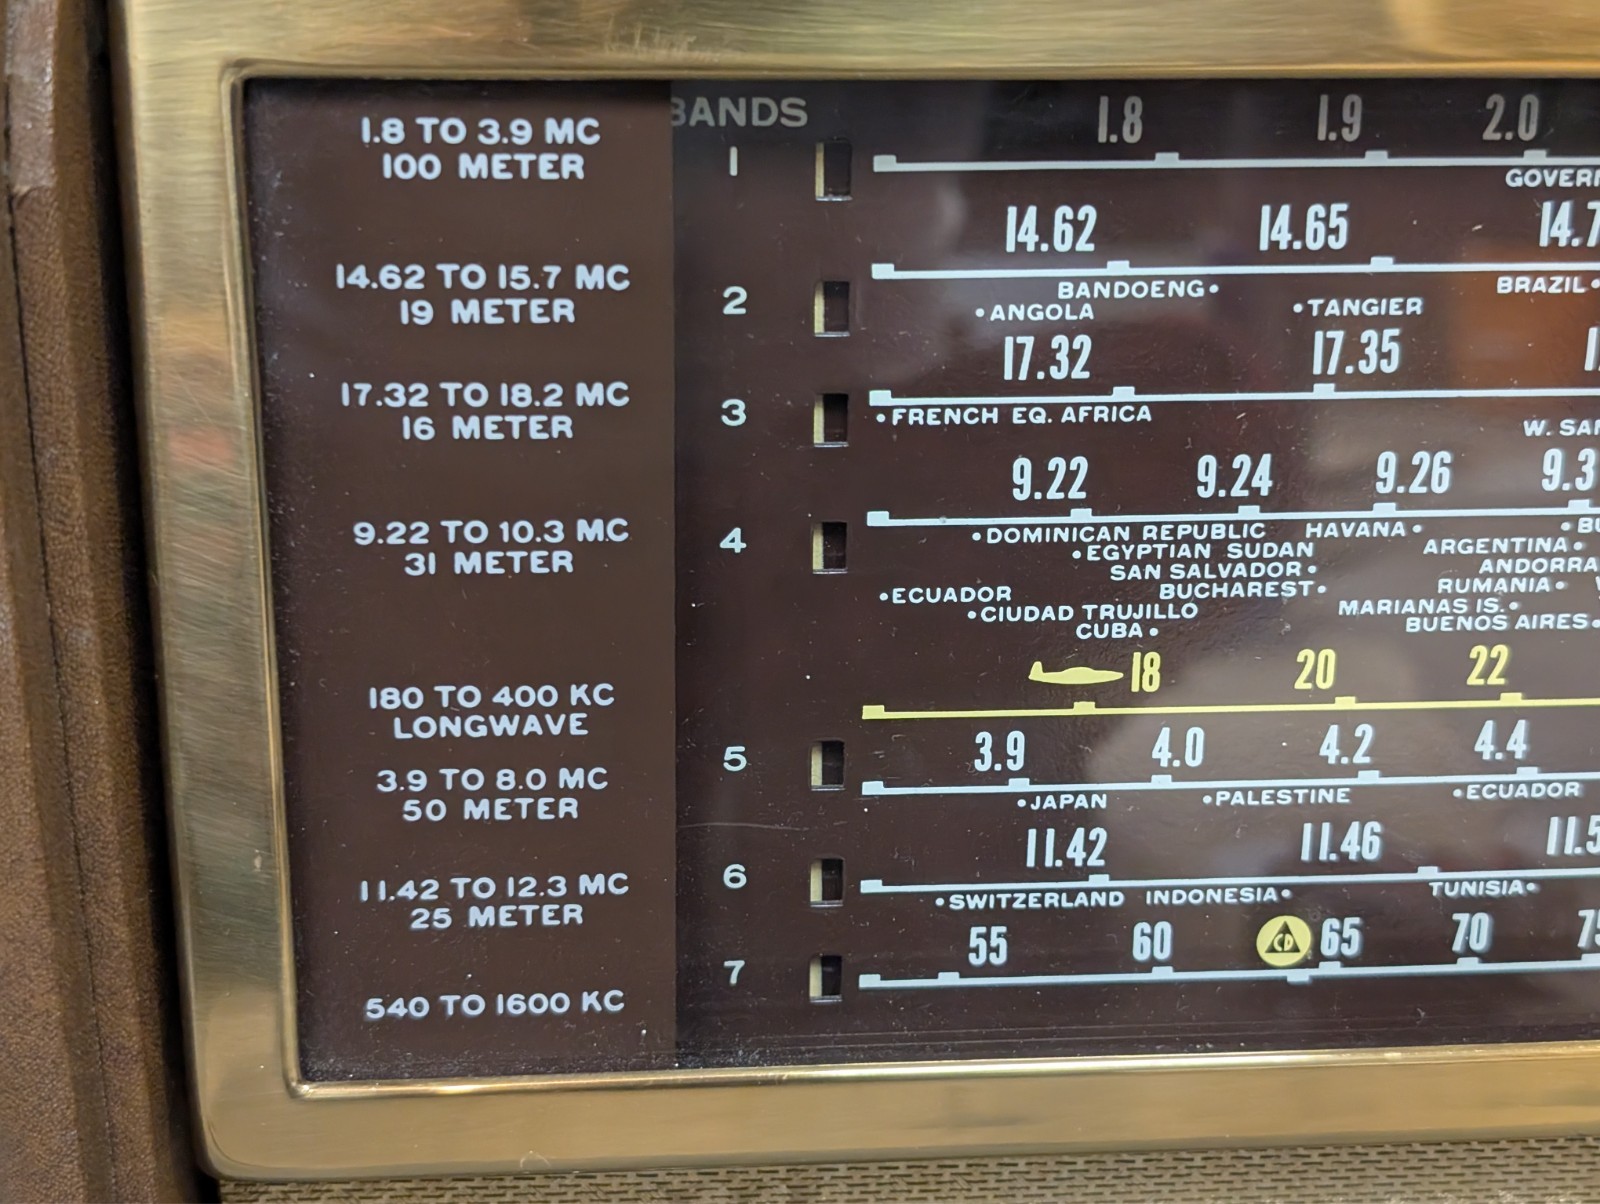 1.8 TO 3.9 MC
100 METER
14.62 TO 15.7 MC
19 METER
17.32 TO 18.2 MC
16 METER
9.22 TO 10.3 MC
31 METER
180 TO 400 KC
LONGWAVE
3.9 TO 8.0 MC
50 METER
11.42 TO 12.3 MC
25 METER
540 TO 1600 KC
BANDS
1.8 1.9 2.0
1
14.62 14.65
2
BANDOENG• BRAZIL•
•ANGOLA •TANGIER
17.32 17.35
3
•FRENCH EQ. AFRICA
W.
9.22 9.24 9.26 9.3
4
•DOMINICAN REPUBLIC HAVANA•
•EGYPTIAN SUDAN ARGENTINA•
SAN SALVADOR• ANDORRA
•ECUADOR BUCHAREST• RUMANIA•
•CIUDAD TRUJILLO MARIANAS IS.•
CUBA• BUENOS AIRES•
18 20 22
3.9 4.0 4.2 4.4
5
•JAPAN •PALESTINE •ECUADOR
11.42 11.46
6
•SWITZERLAND INDONESIA• TUNISIA•
55 60 CD 65 70
7